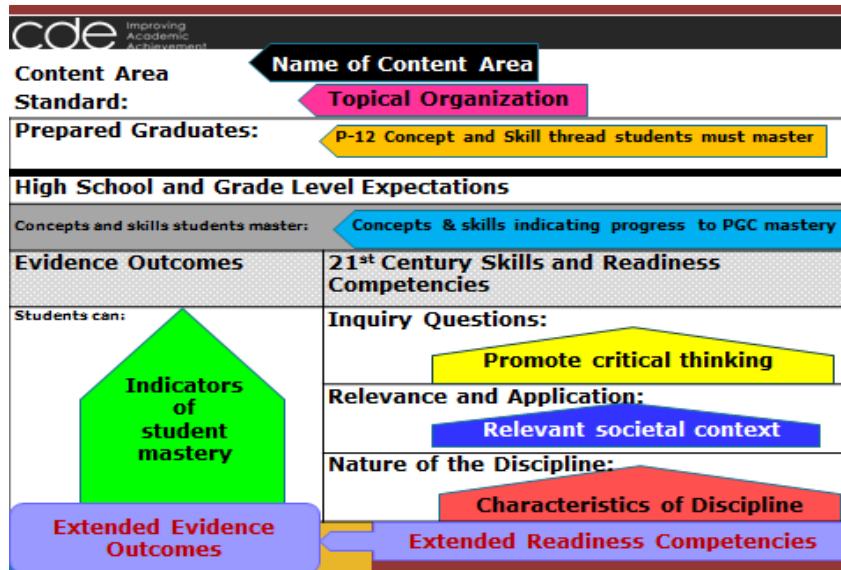 cde Improving
Academic
Achievement
Content Area
Name of Content Area
Standard:
Topical Organization
Prepared Graduates:
P-12 Concept and Skill thread students must master
High School and Grade Level Expectations
Concepts and skills students master:
Concepts & skills indicating progress to PGC mastery
Evidence Outcomes
21st Century Skills and Readiness
Competencies
Students can:
Indicators
of
student
mastery
Inquiry Questions:
Promote critical thinking
Relevance and Application:
Relevant societal context
Nature of the Discipline:
Characteristics of Discipline
Extended Evidence
Outcomes
Extended Readiness Competencies